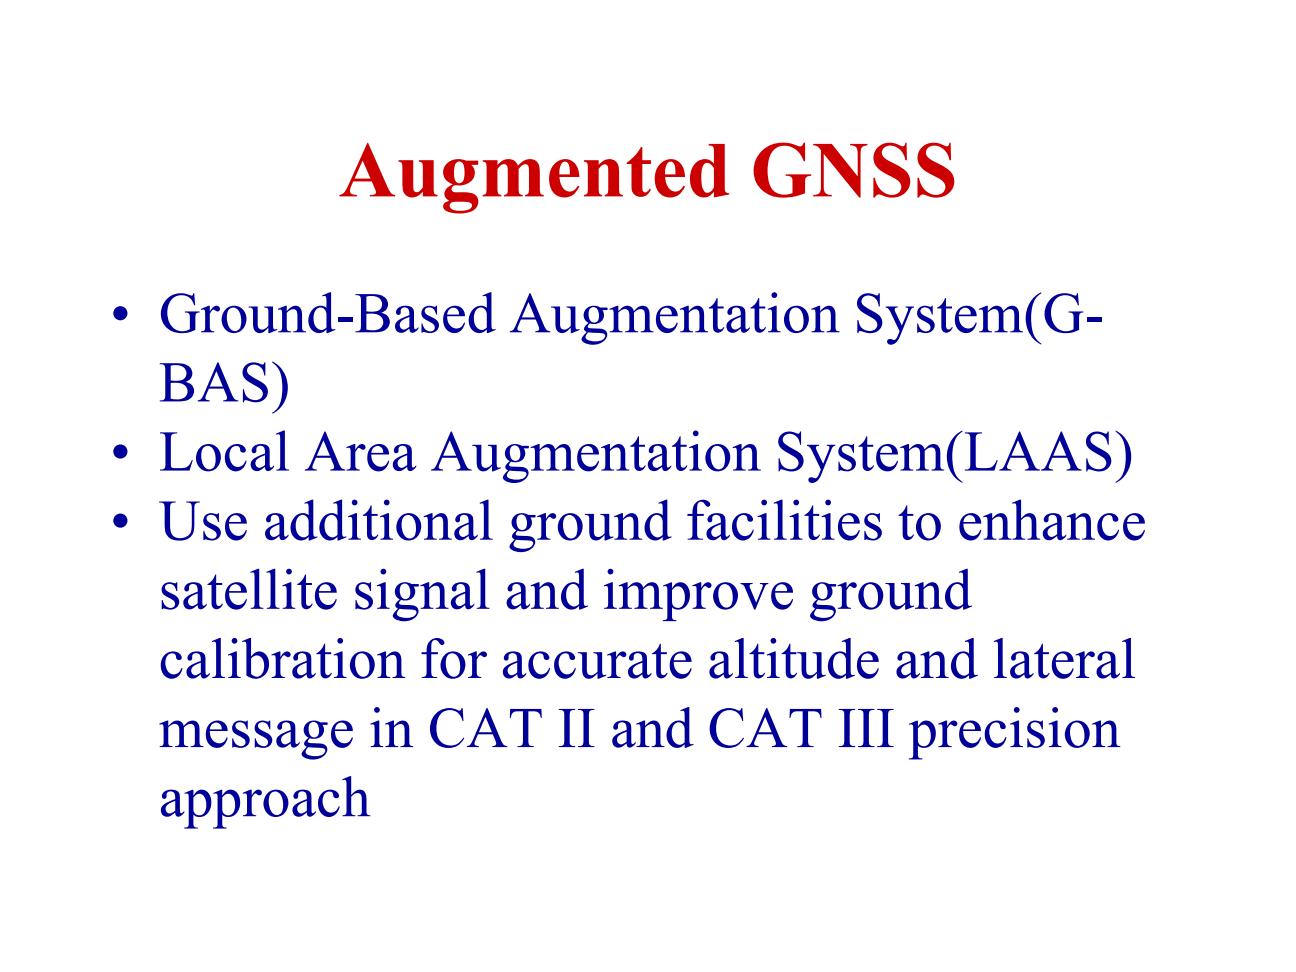 Augmented GNSS
• Ground-Based Augmentation System(G-
BAS)
• Local Area Augmentation System(LAAS)
• Use additional ground facilities to enhance
satellite signal and improve ground
calibration for accurate altitude and lateral
message in CAT II and CAT III precision
approach